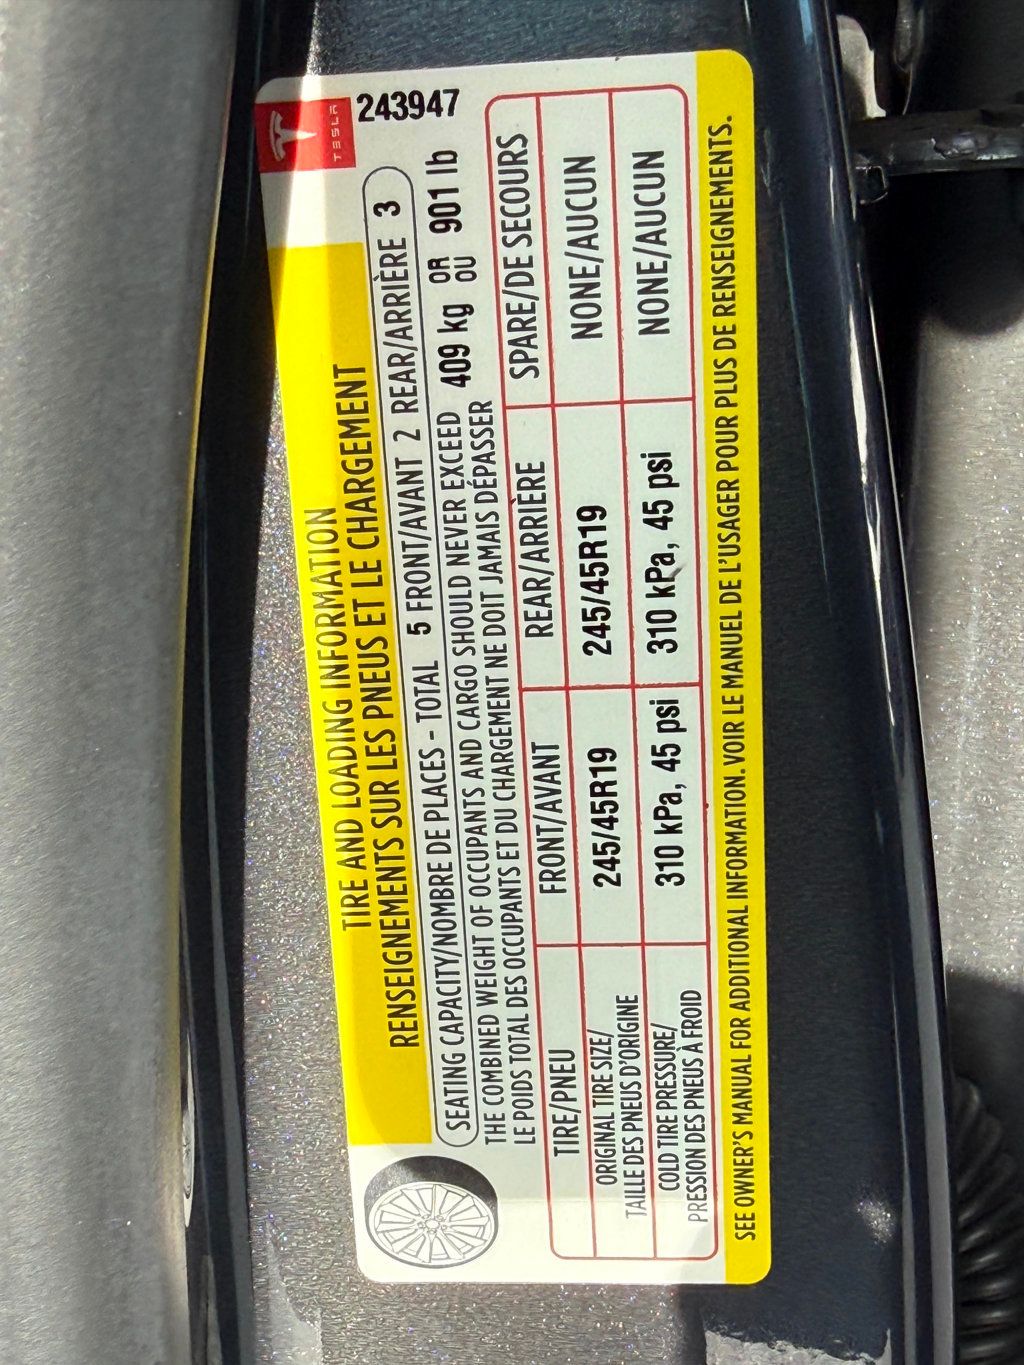 TESLA
243947
TIRE AND LOADING INFORMATION
RENSEIGNEMENTS SUR LES PNEUS ET LE CHARGEMENT
SEATING CAPACITY/NOMBRE DE PLACES - TOTAL 5 FRONT/AVANT 2 REAR/ARRIÈRE 3
THE COMBINED WEIGHT OF OCCUPANTS AND CARGO SHOULD NEVER EXCEED 409 kg OR 901 lb
LE POIDS TOTAL DES OCCUPANTS ET DU CHARGEMENT NE DOIT JAMAIS DÉPASSER OU
TIRE/PNEU FRONT/AVANT REAR/ARRIÈRE SPARE/DE SECOURS
ORIGINAL TIRE SIZE/ 245/45R19 245/45R19 NONE/AUCUN
TAILLE DES PNEUS D'ORIGINE
COLD TIRE PRESSURE/ 310 kPa, 45 psi 310 kPa, 45 psi NONE/AUCUN
PRESSION DES PNEUS À FROID
SEE OWNER'S MANUAL FOR ADDITIONAL INFORMATION. VOIR LE MANUEL DE L'USAGER POUR PLUS DE RENSEIGNEMENTS.